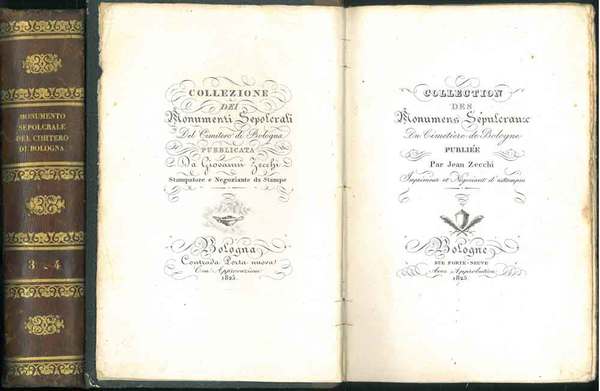 MONUMENTO
SEPOLCRALE
DEL CIMITERO
DI BOLOGNA
3 - 4
COLLEZIONE
DEI
Monumenti Sepolcrali
Del Cimitero di Bologna
PUBBLICATA
Da Giovanni Zecchi
Stampatore e Negoziante da Stampe
Bologna
Contrada Porta nuova
Con Approvazione
1825
COLLECTION
DES
Monumens Sépulcraux
Du Cimetière de Bologne
PUBLIÉE
Par Jean Zecchi
Imprimeur et Négociant d'estampes
Bologne
RUE PORTE-NEUVE
Avec Approbation
1825